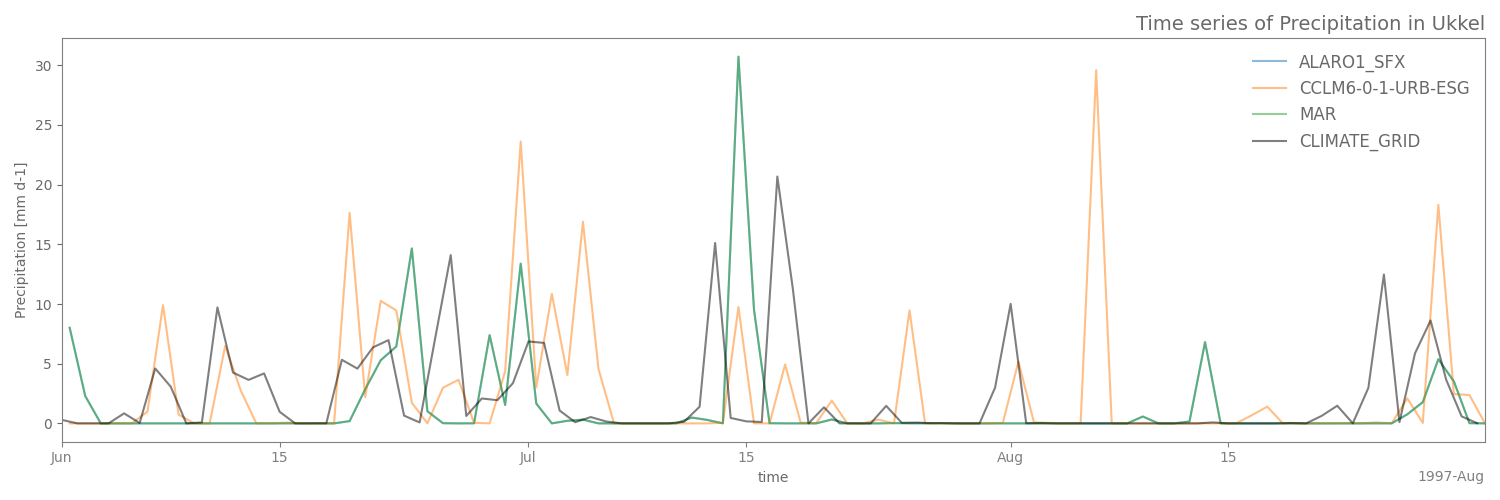 Time series of Precipitation in Ukkel
ALARO1_SFX
CCLM6-0-1-URB-ESG
MAR
CLIMATE_GRID
Precipitation [mm d-1]
30
25
20
15
10
5
0
Jun 15 Jul 15 Aug 15
time
1997-Aug